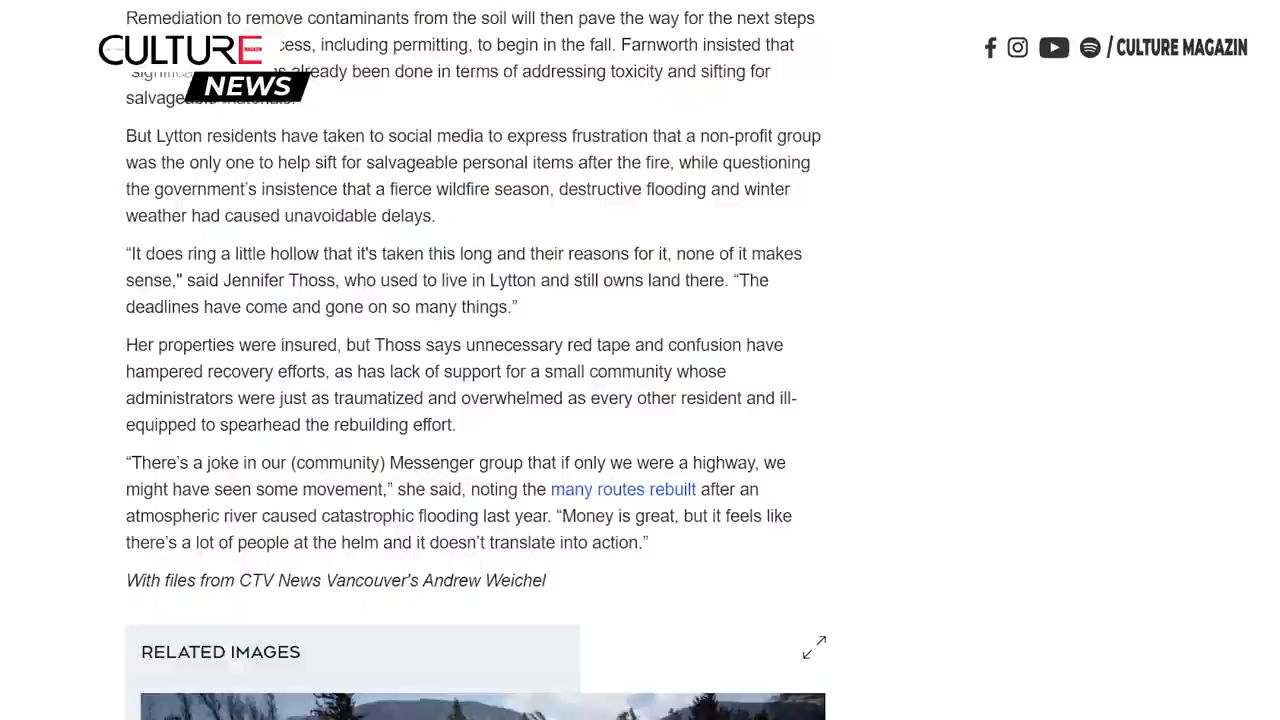 Remediation to remove contaminants from the soil will then pave the way for the next steps
CULTURE
NEWS
/ CULTURE MAGAZIN
cess, including permitting, to begin in the fall. Farnworth insisted that
already been done in terms of addressing toxicity and sifting for
But Lytton residents have taken to social media to express frustration that a non-profit group
was the only one to help sift for salvageable personal items after the fire, while questioning
the government’s insistence that a fierce wildfire season, destructive flooding and winter
weather had caused unavoidable delays.
“It does ring a little hollow that it's taken this long and their reasons for it, none of it makes
sense," said Jennifer Thoss, who used to live in Lytton and still owns land there. “The
deadlines have come and gone on so many things.”
Her properties were insured, but Thoss says unnecessary red tape and confusion have
hampered recovery efforts, as has lack of support for a small community whose
administrators were just as traumatized and overwhelmed as every other resident and ill-
equipped to spearhead the rebuilding effort.
“There’s a joke in our (community) Messenger group that if only we were a highway, we
might have seen some movement,” she said, noting the many routes rebuilt after an
atmospheric river caused catastrophic flooding last year. “Money is great, but it feels like
there’s a lot of people at the helm and it doesn’t translate into action.”
With files from CTV News Vancouver's Andrew Weichel
RELATED IMAGES